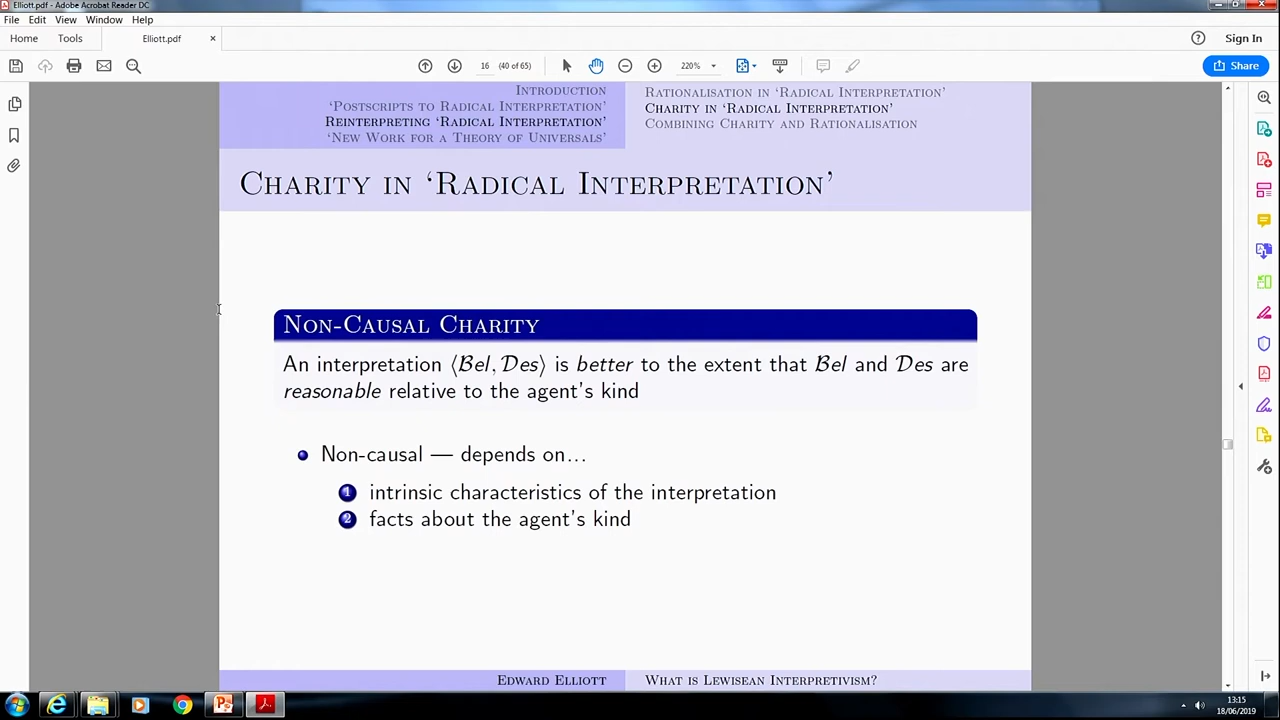 Elliott.pdf - Adobe Acrobat Reader DC
File Edit View Window Help
Home Tools Elliott.pdf × Sign In
16 (40 of 65) 220% Share
INTRODUCTION
‘POSTSCRIPTS TO RADICAL INTERPRETATION’
REINTERPRETING ‘RADICAL INTERPRETATION’
‘NEW WORK FOR A THEORY OF UNIVERSALS’
RATIONALISATION IN ‘RADICAL INTERPRETATION’
CHARITY IN ‘RADICAL INTERPRETATION’
COMBINING CHARITY AND RATIONALISATION
CHARITY IN ‘RADICAL INTERPRETATION’
NON-CAUSAL CHARITY
An interpretation ⟨Bel, Des⟩ is better to the extent that Bel and Des are
reasonable relative to the agent's kind
Non-causal — depends on...
1 intrinsic characteristics of the interpretation
2 facts about the agent's kind
EDWARD ELLIOTT WHAT IS LEWISEAN INTERPRETIVISM?
13:15
18/06/2019